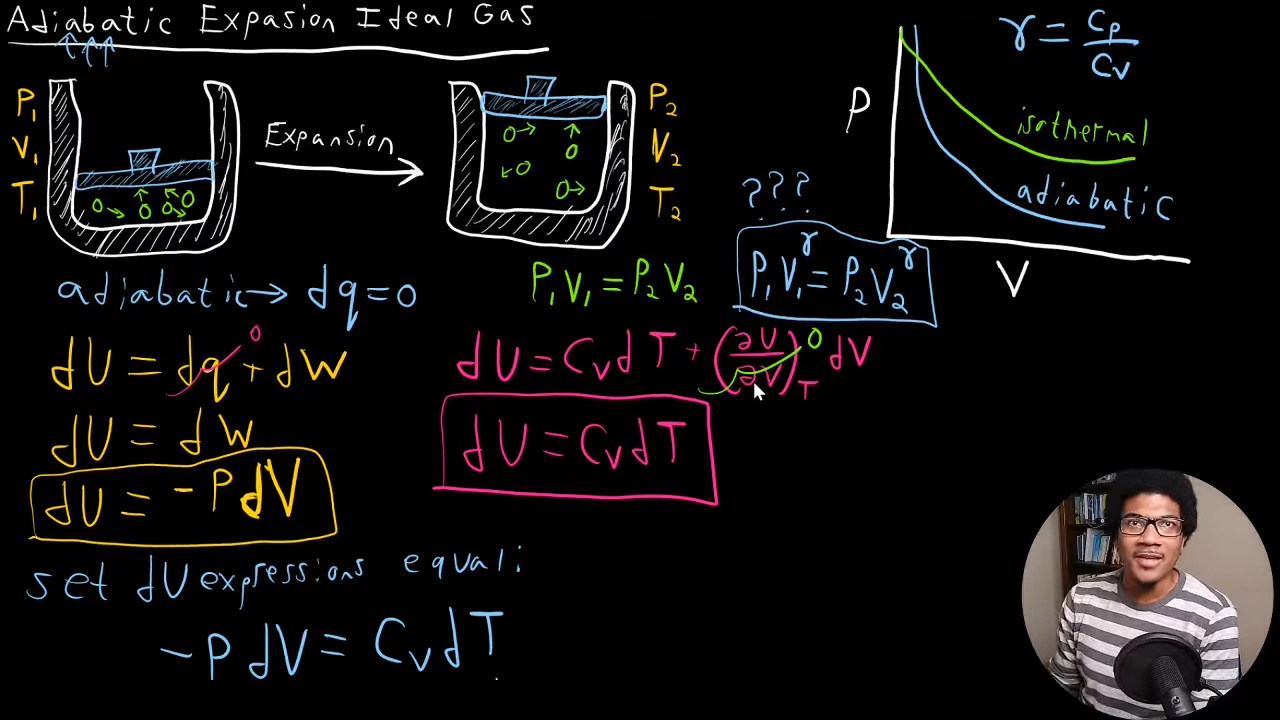 Adiabatic Expasion Ideal Gas
P₁
V₁
T₁
Expansion
P₂
V₂
T₂
γ = Cp/Cv
P
isothermal
adiabatic
V
???
adiabatic → dq = 0
P₁V₁ = P₂V₂
P₁V₁^γ = P₂V₂^γ
dU = dq + dW
0
dU = CvdT + (∂U/∂V)T dV
0
dU = dW
dU = CvdT
dU = -PdV
set dU expressions equal:
-PdV = CvdT